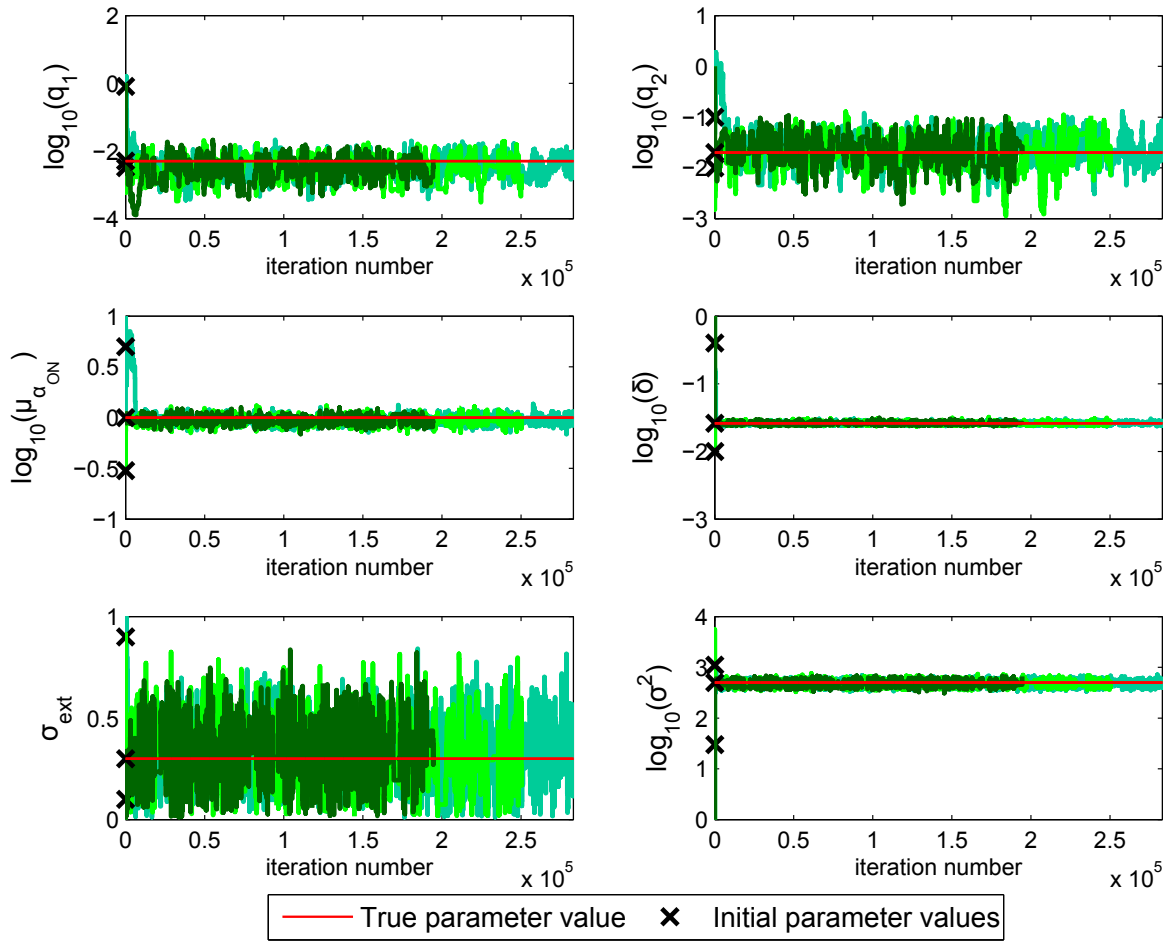 2
0
−2
−4
log10(q1)
0 0.5 1 1.5 2 2.5
x 10^5
iteration number
1
0
−1
−2
−3
log10(q2)
0 0.5 1 1.5 2 2.5
x 10^5
iteration number
1
0.5
0
−0.5
−1
log10(μαON)
0 0.5 1 1.5 2 2.5
x 10^5
iteration number
0
−1
−2
−3
log10(δ)
0 0.5 1 1.5 2 2.5
x 10^5
iteration number
1
0.5
0
σext
0 0.5 1 1.5 2 2.5
x 10^5
iteration number
4
3
2
1
0
log10(σ^2)
0 0.5 1 1.5 2 2.5
x 10^5
iteration number
True parameter value
Initial parameter values